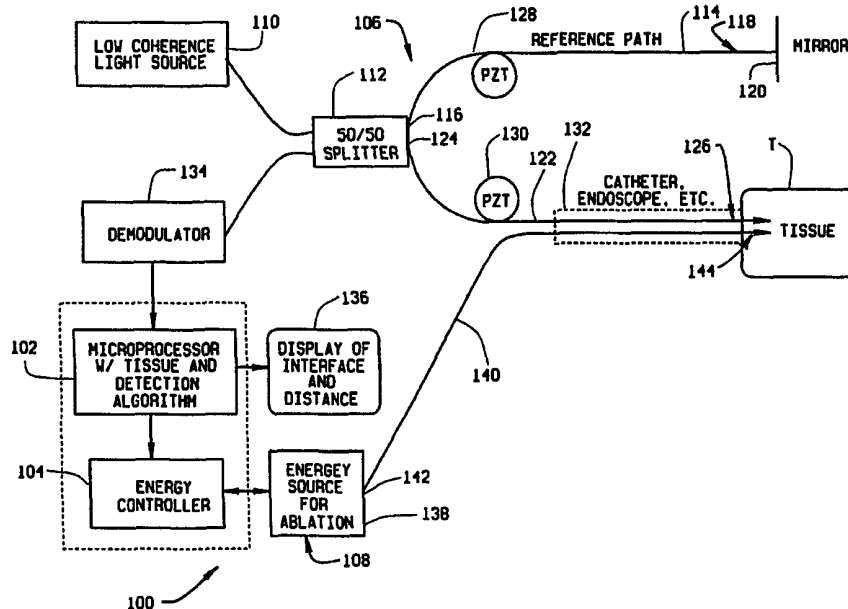 LOW COHERENCE
LIGHT SOURCE
110
106
128
REFERENCE PATH
114
118
MIRROR
PZT
120
112
116
50/50
SPLITTER
124
130
132
126
T
134
PZT
122
CATHETER,
ENDOSCOPE, ETC.
DEMODULATOR
TISSUE
144
136
102
MICROPROCESSOR
W/ TISSUE AND
DETECTION
ALGORITHM
DISPLAY OF
INTERFACE
AND
DISTANCE
140
104
ENERGY
CONTROLLER
ENERGEY
SOURCE
FOR
ABLATION
142
138
108
100